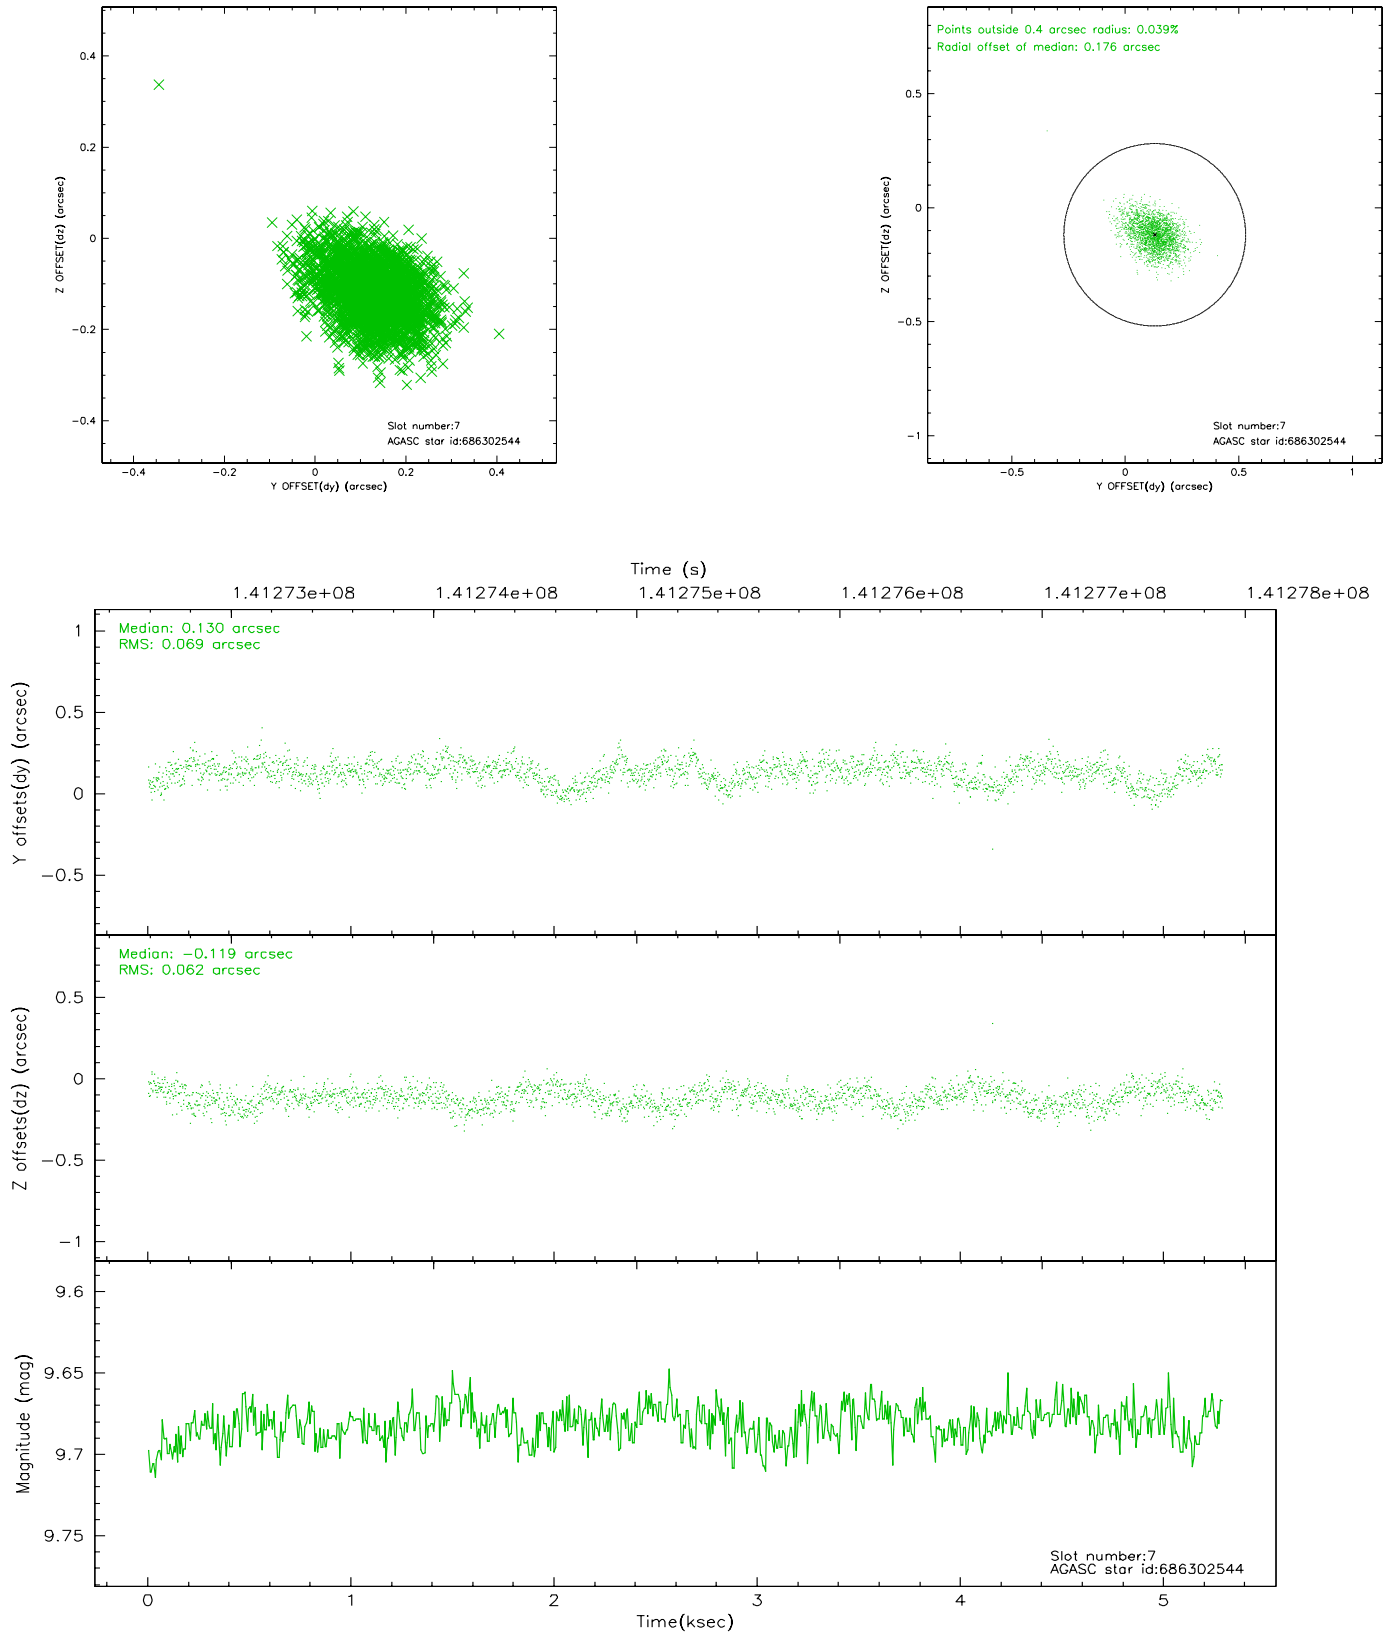 0.4
0.2
0
−0.2
−0.4
Z OFFSET(dz) (arcsec)
Slot number:7
AGASC star id:686302544
−0.4 −0.2 0 0.2 0.4
Y OFFSET(dy) (arcsec)
Points outside 0.4 arcsec radius: 0.039%
Radial offset of median: 0.176 arcsec
0.5
0
−0.5
−1
Z OFFSET(dz) (arcsec)
Slot number:7
AGASC star id:686302544
−0.5 0 0.5 1
Y OFFSET(dy) (arcsec)
Time (s)
1.41273e+08 1.41274e+08 1.41275e+08 1.41276e+08 1.41277e+08 1.41278e+08
Median: 0.130 arcsec
RMS: 0.069 arcsec
1
0.5
0
−0.5
Y offsets(dy) (arcsec)
Median: −0.119 arcsec
RMS: 0.062 arcsec
0.5
0
−0.5
−1
Z offsets(dz) (arcsec)
9.6
9.65
9.7
9.75
Magnitude (mag)
Slot number:7
AGASC star id:686302544
0 1 2 3 4 5
Time(ksec)